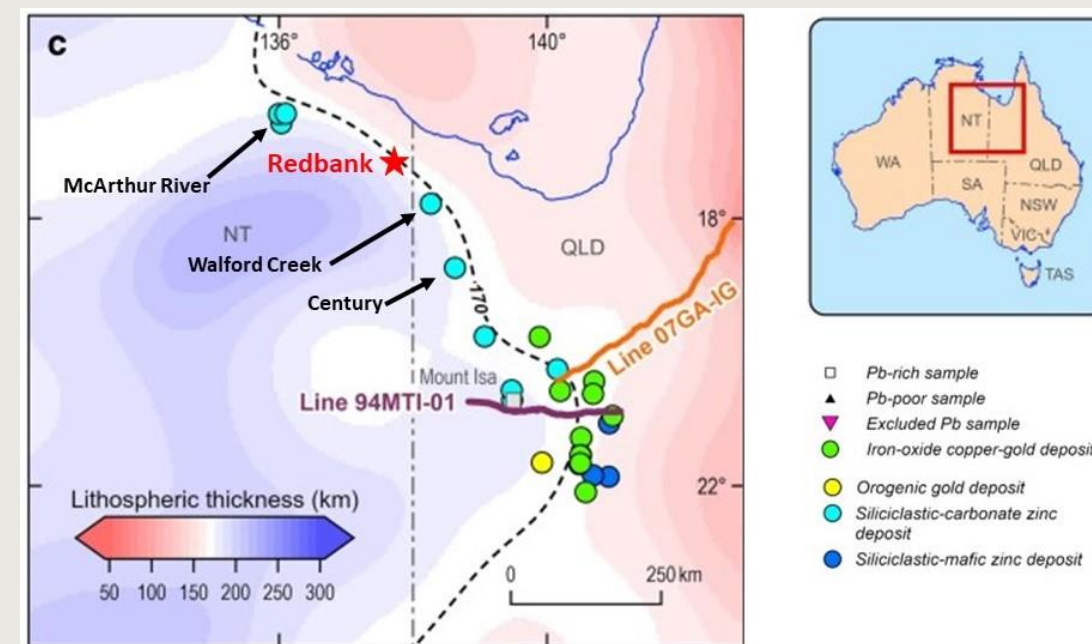 c
136°
140°
McArthur River
Redbank
18°
NT
QLD
Walford Creek
Century
170
Line 07GA-IG
Mount Isa
Line 94MTI-01
22°
Lithospheric thickness (km)
50 100 150 200 250 300
0 250 km
NT
WA
QLD
SA
NSW
VIC
TAS
Pb-rich sample
Pb-poor sample
Excluded Pb sample
Iron-oxide copper-gold deposit
Orogenic gold deposit
Siliciclastic-carbonate zinc
deposit
Siliciclastic-mafic zinc deposit